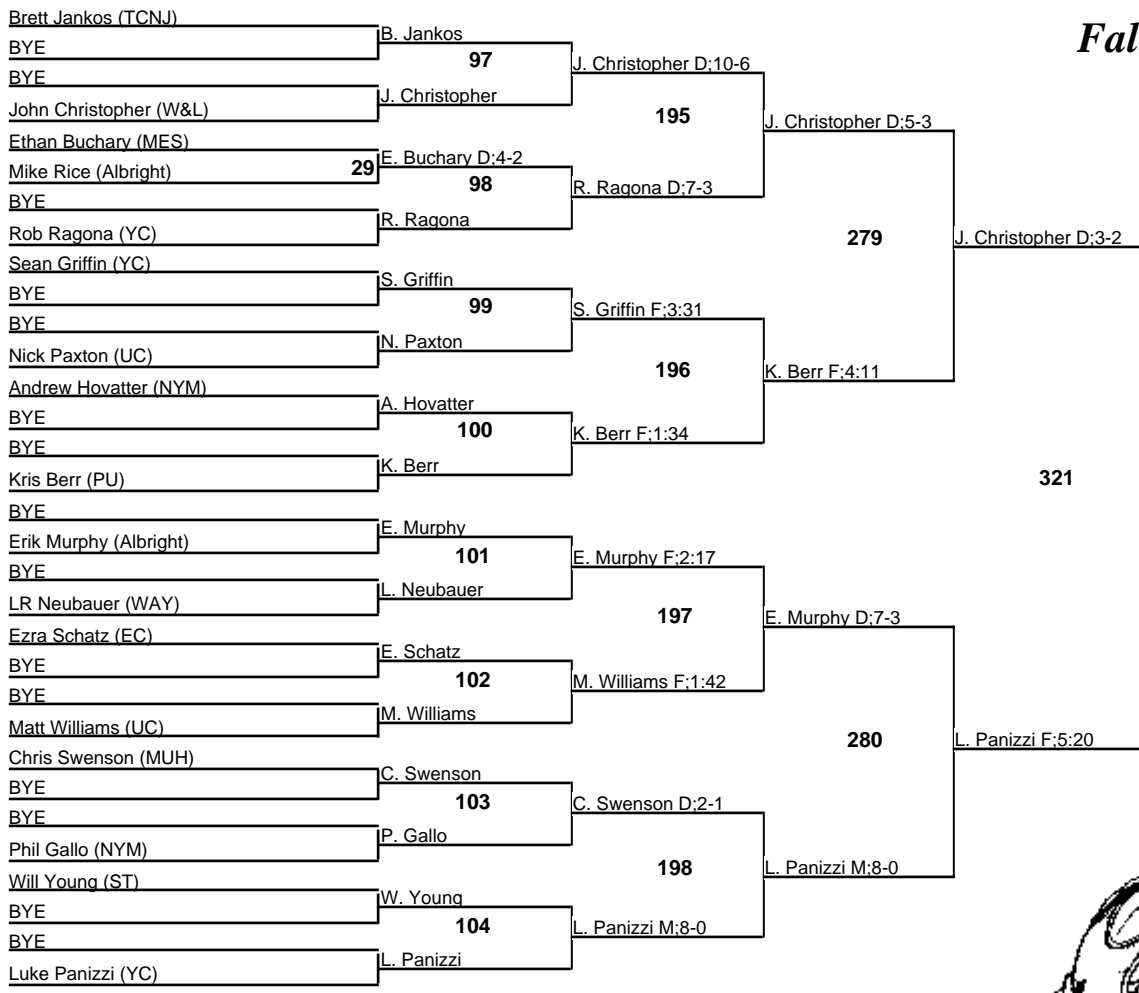 Brett Jankos (TCNJ)
BYE
BYE
John Christopher (W&L)
Ethan Buchary (MES)
Mike Rice (Albright)
BYE
Rob Ragona (YC)
Sean Griffin (YC)
BYE
BYE
Nick Paxton (UC)
Andrew Hovatter (NYM)
BYE
BYE
Kris Berr (PU)
BYE
Erik Murphy (Albright)
BYE
LR Neubauer (WAY)
Ezra Schatz (EC)
BYE
BYE
Matt Williams (UC)
Chris Swenson (MUH)
BYE
BYE
Phil Gallo (NYM)
Will Young (ST)
BYE
BYE
Luke Panizzi (YC)
29
B. Jankos
97
J. Christopher
E. Buchary D;4-2
98
R. Ragona
S. Griffin
99
N. Paxton
A. Hovatter
100
K. Berr
E. Murphy
101
L. Neubauer
E. Schatz
102
M. Williams
C. Swenson
103
P. Gallo
W. Young
104
L. Panizzi
J. Christopher D;10-6
195
R. Ragona D;7-3
S. Griffin F;3:31
196
K. Berr F;1:34
E. Murphy F;2:17
197
M. Williams F;1:42
C. Swenson D;2-1
198
L. Panizzi M;8-0
J. Christopher D;5-3
279
K. Berr F;4:11
E. Murphy D;7-3
280
L. Panizzi M;8-0
J. Christopher D;3-2
321
L. Panizzi F;5:20